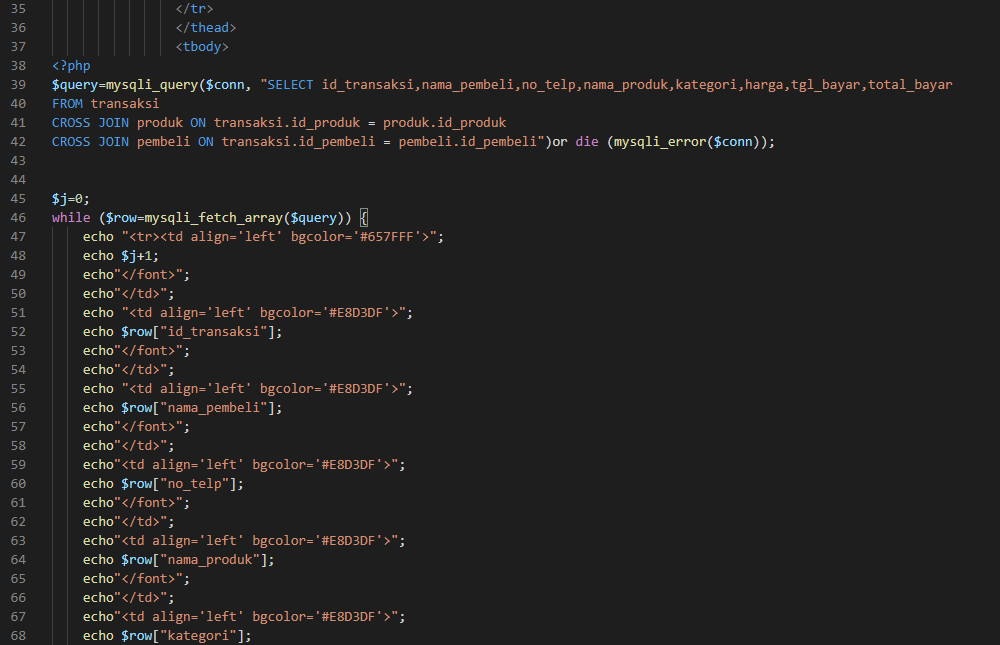 35 </tr>
36 </thead>
37 <tbody>
38 <?php
39 $query=mysqli_query($conn, "SELECT id_transaksi,nama_pembeli,no_telp,nama_produk,kategori,harga,tgl_bayar,total_bayar
40 FROM transaksi
41 CROSS JOIN produk ON transaksi.id_produk = produk.id_produk
42 CROSS JOIN pembeli ON transaksi.id_pembeli = pembeli.id_pembeli")or die (mysqli_error($conn));
43
44
45 $j=0;
46 while ($row=mysqli_fetch_array($query)) {
47 echo "<tr><td align='left' bgcolor='#657FFF'>";
48 echo $j+1;
49 echo"</font>";
50 echo"</td>";
51 echo "<td align='left' bgcolor='#E8D3DF'>";
52 echo $row["id_transaksi"];
53 echo"</font>";
54 echo"</td>";
55 echo "<td align='left' bgcolor='#E8D3DF'>";
56 echo $row["nama_pembeli"];
57 echo"</font>";
58 echo"</td>";
59 echo"<td align='left' bgcolor='#E8D3DF'>";
60 echo $row["no_telp"];
61 echo"</font>";
62 echo"</td>";
63 echo"<td align='left' bgcolor='#E8D3DF'>";
64 echo $row["nama_produk"];
65 echo"</font>";
66 echo"</td>";
67 echo"<td align='left' bgcolor='#E8D3DF'>";
68 echo $row["kategori"];